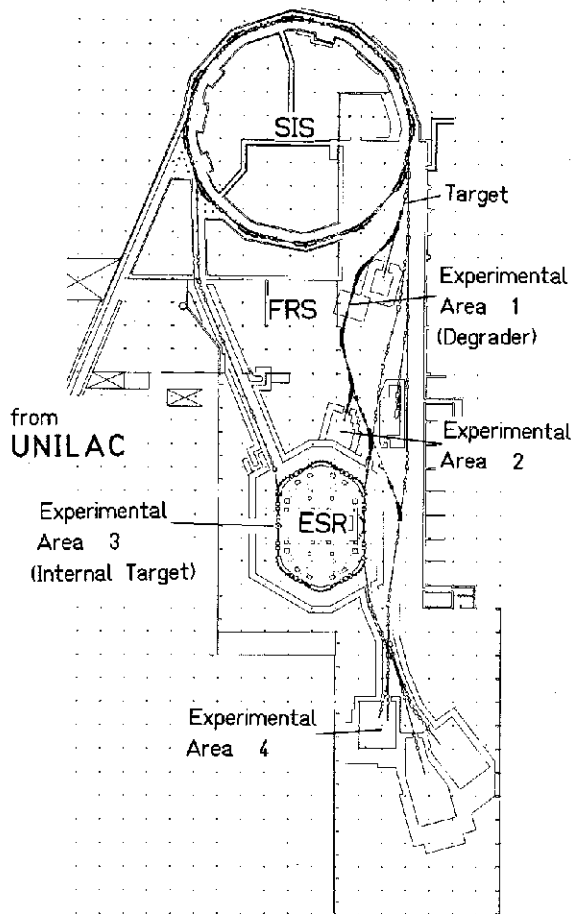 SIS
Target
Experimental
Area 1
(Degrader)
FRS
from
UNILAC
Experimental
Area 2
ESR
Experimental
Area 3
(Internal Target)
Experimental
Area 4